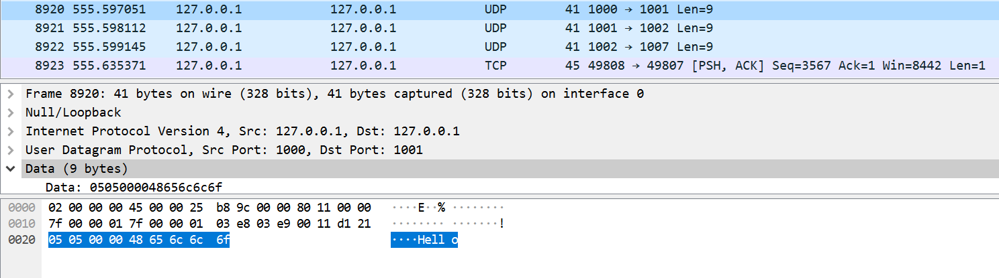 8920 555.597051 127.0.0.1 127.0.0.1 UDP 41 1000 → 1001 Len=9
8921 555.598112 127.0.0.1 127.0.0.1 UDP 41 1001 → 1002 Len=9
8922 555.599145 127.0.0.1 127.0.0.1 UDP 41 1002 → 1007 Len=9
8923 555.635371 127.0.0.1 127.0.0.1 TCP 45 49808 → 49807 [PSH, ACK] Seq=3567 Ack=1 Win=8442 Len=1
Frame 8920: 41 bytes on wire (328 bits), 41 bytes captured (328 bits) on interface 0
Null/Loopback
Internet Protocol Version 4, Src: 127.0.0.1, Dst: 127.0.0.1
User Datagram Protocol, Src Port: 1000, Dst Port: 1001
Data (9 bytes)
Data: 0505000048656c6c6f
0000 02 00 00 00 45 00 00 25 b8 9c 00 00 80 11 00 00 ····E··% ········
0010 7f 00 00 01 7f 00 00 01 03 e8 03 e9 00 11 d1 21 ········ ·······!
0020 05 05 00 00 48 65 6c 6c 6f ····Hell o